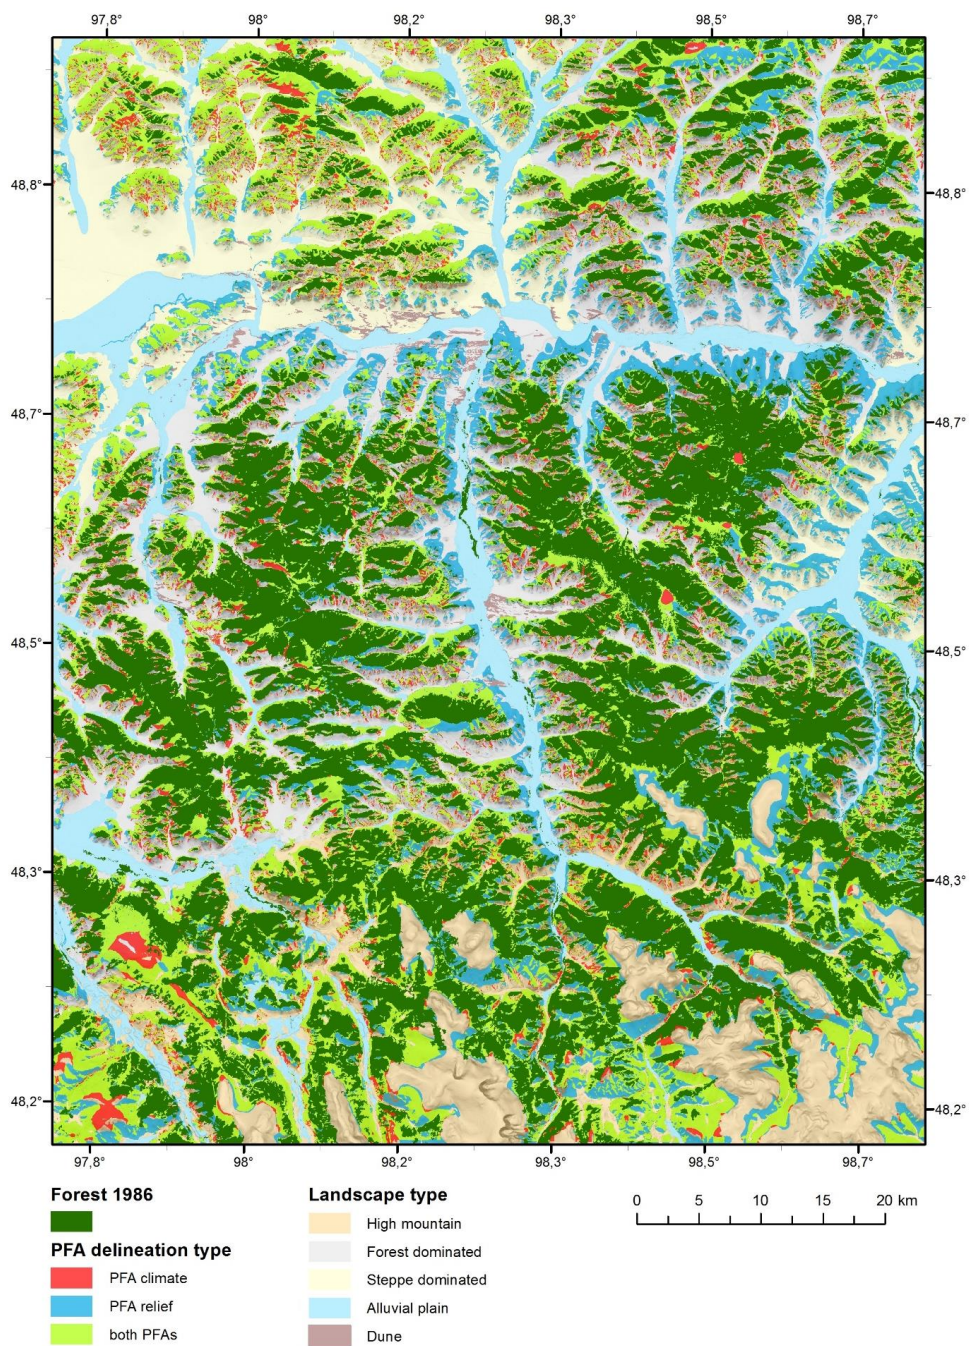 97,8° 98° 98,2° 98,3° 98,5° 98,7°
48,8° 48,8°
48,7° 48,7°
48,5° 48,5°
48,3° 48,3°
48,2° 48,2°
97,8° 98° 98,2° 98,3° 98,5° 98,7°
Forest 1986
PFA delineation type
PFA climate
PFA relief
both PFAs
Landscape type
High mountain
Forest dominated
Steppe dominated
Alluvial plain
Dune
0 5 10 15 20 km